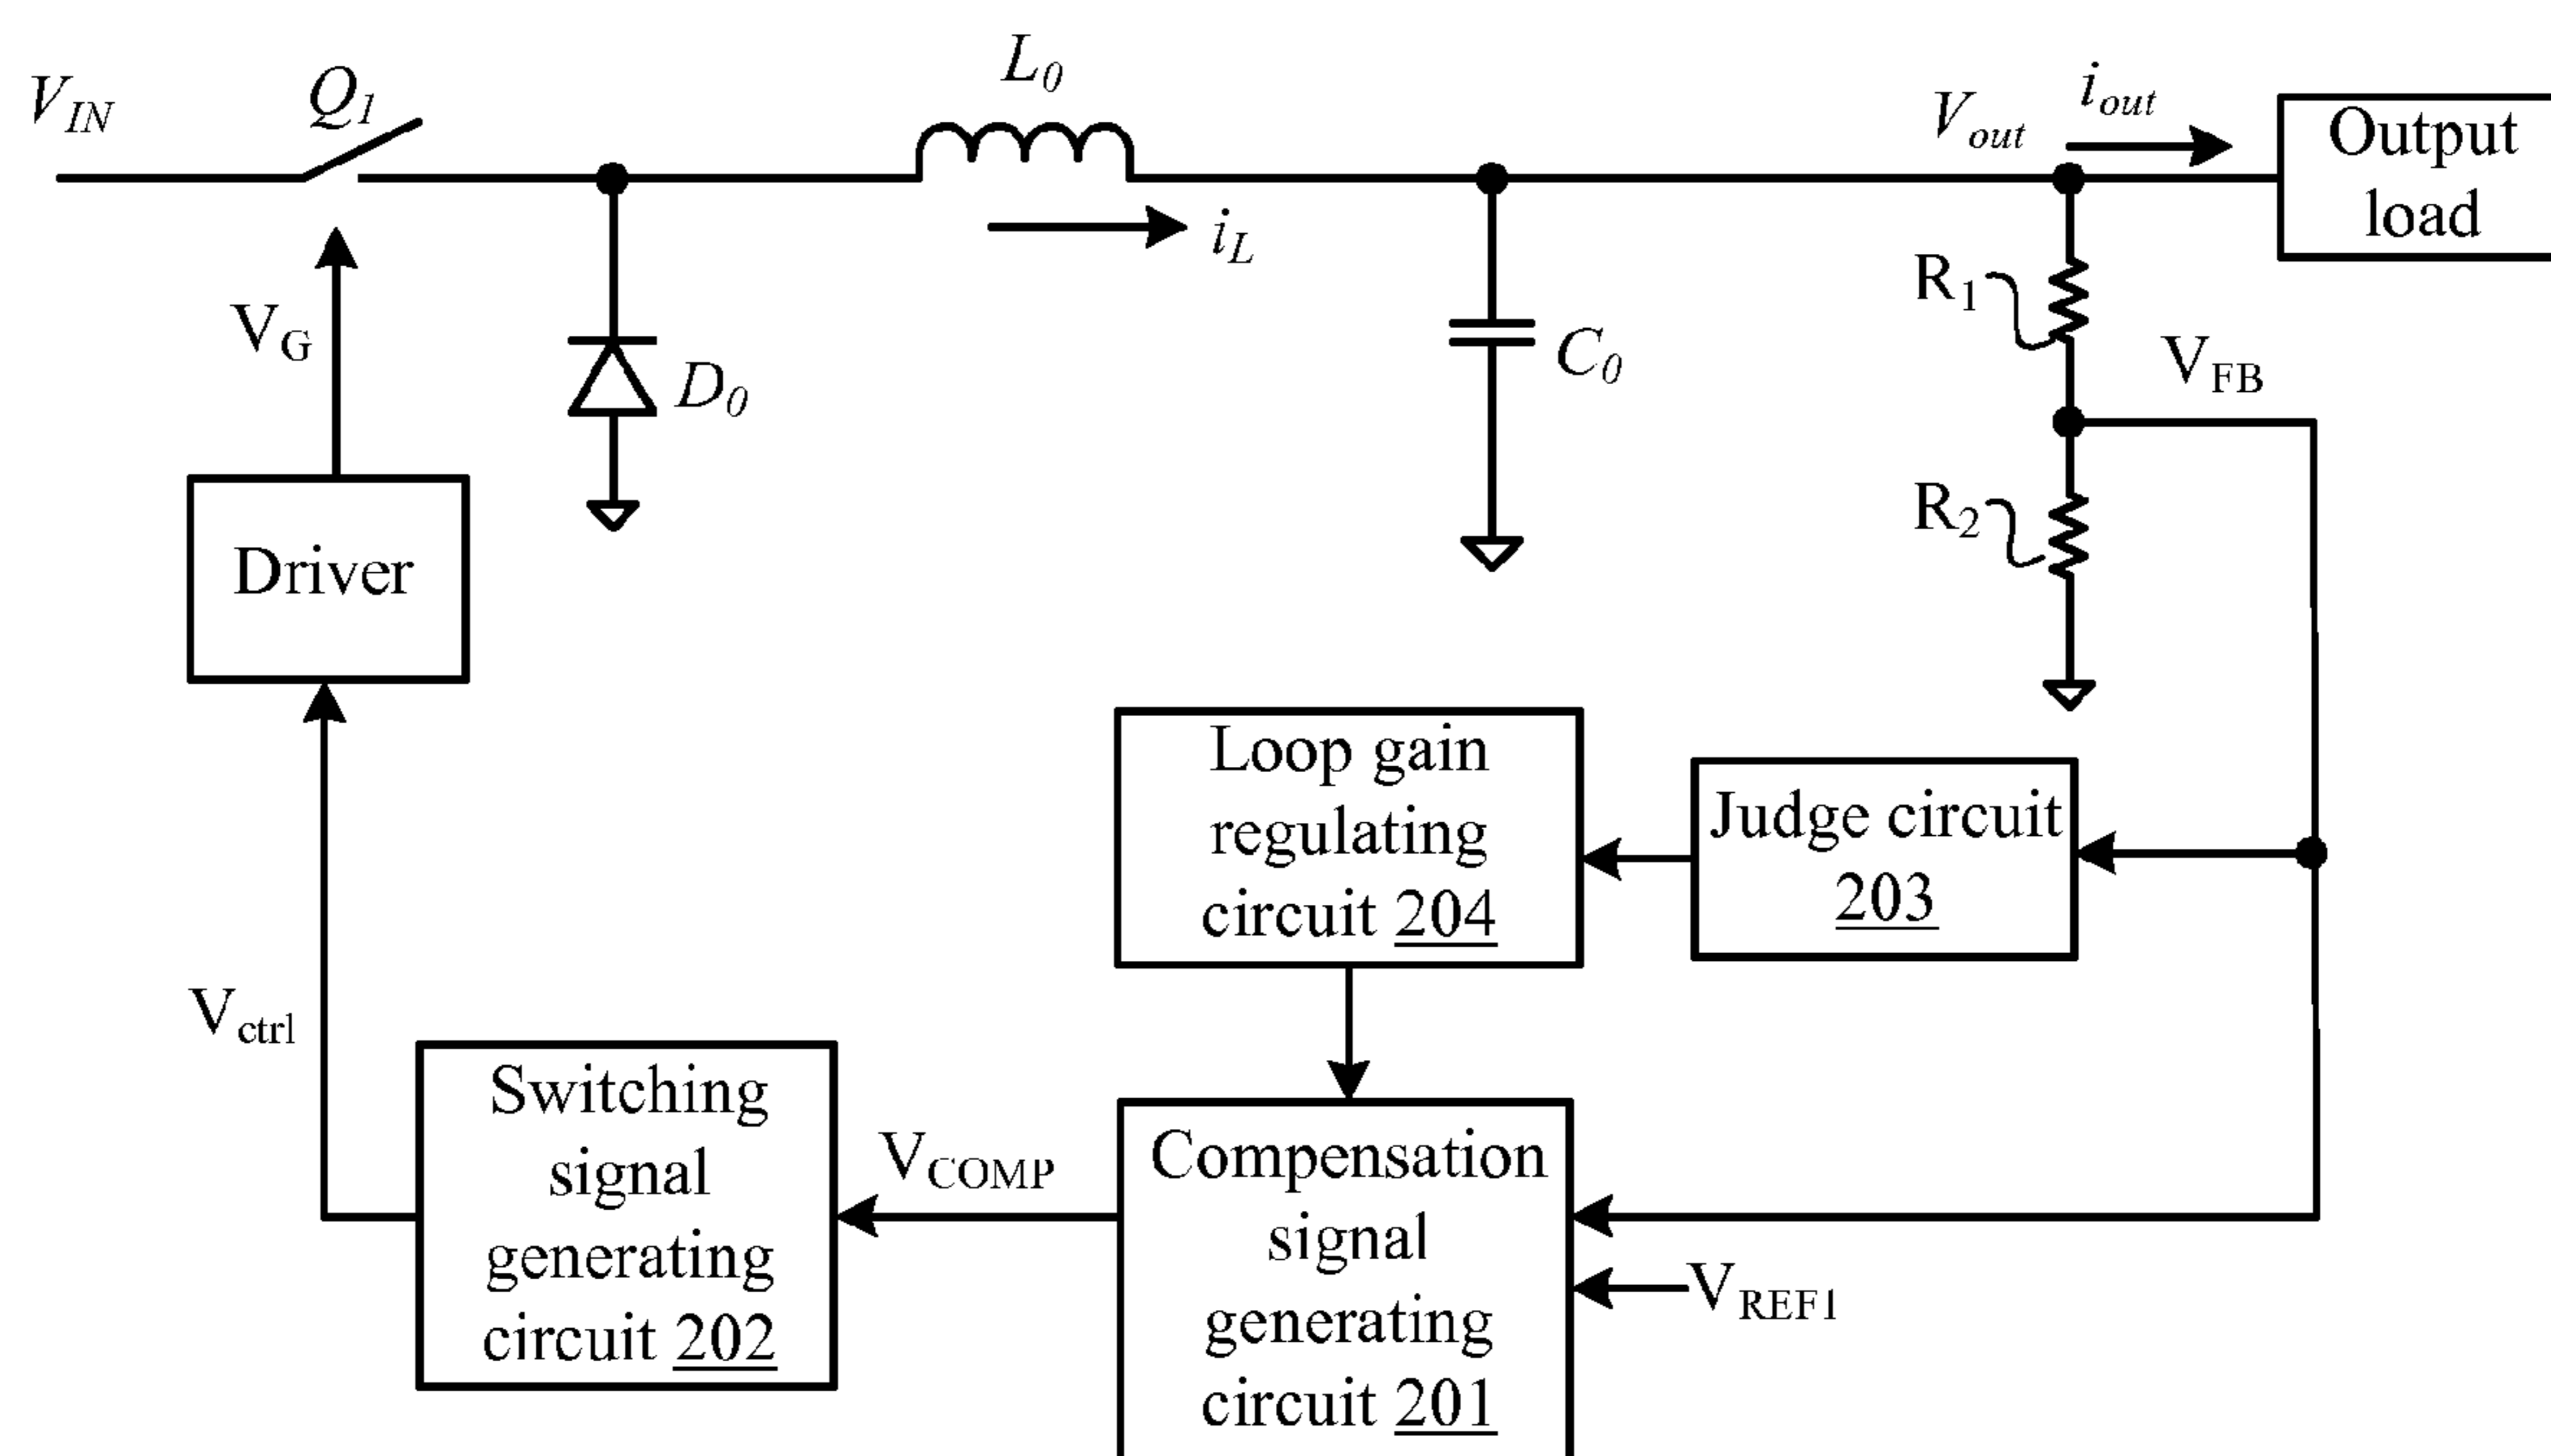 V_IN
Q_1
L_0
V_out
i_out
Output
load
i_L
V_G
D_0
C_0
R_1
V_FB
R_2
Driver
Loop gain
regulating
circuit 204
Judge circuit
203
V_ctrl
Switching
signal
generating
circuit 202
V_COMP
Compensation
signal
generating
circuit 201
V_REF1